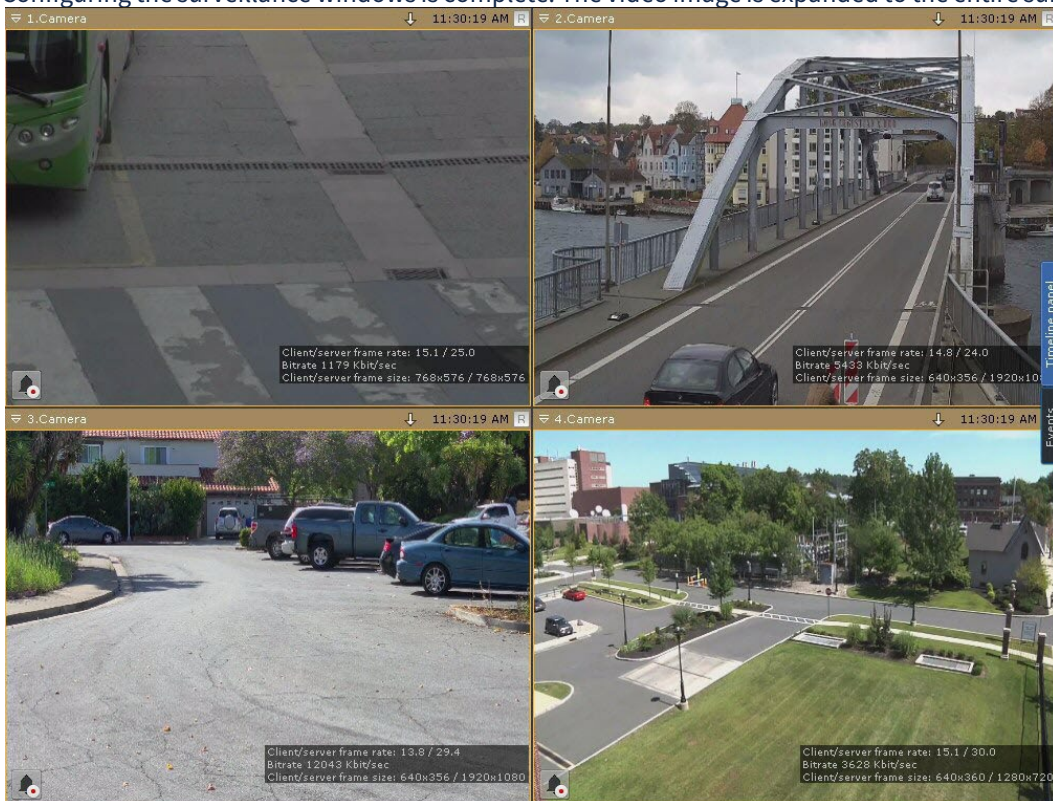 Configuring the surveillance windows is complete. The video image is expanded to the entire
1.Camera 11:30:19 AM R
2.Camera 11:30:19 AM R
Client/server frame rate: 15.1 / 25.0
Bitrate 1179 Kbit/sec
Client/server frame size: 768x576 / 768x576
Client/server frame rate: 14.8 / 24.0
Bitrate 5433 Kbit/sec
Client/server frame size: 640x356 / 1920x10
Timeline panel
Events
3.Camera 11:30:19 AM R
4.Camera 11:30:19 AM
Client/server frame rate: 13.8 / 29.4
Bitrate 12043 Kbit/sec
Client/server frame size: 640x356 / 1920x1080
Client/server frame rate: 15.1 / 30.0
Bitrate 3628 Kbit/sec
Client/server frame size: 640x360 / 1280x720